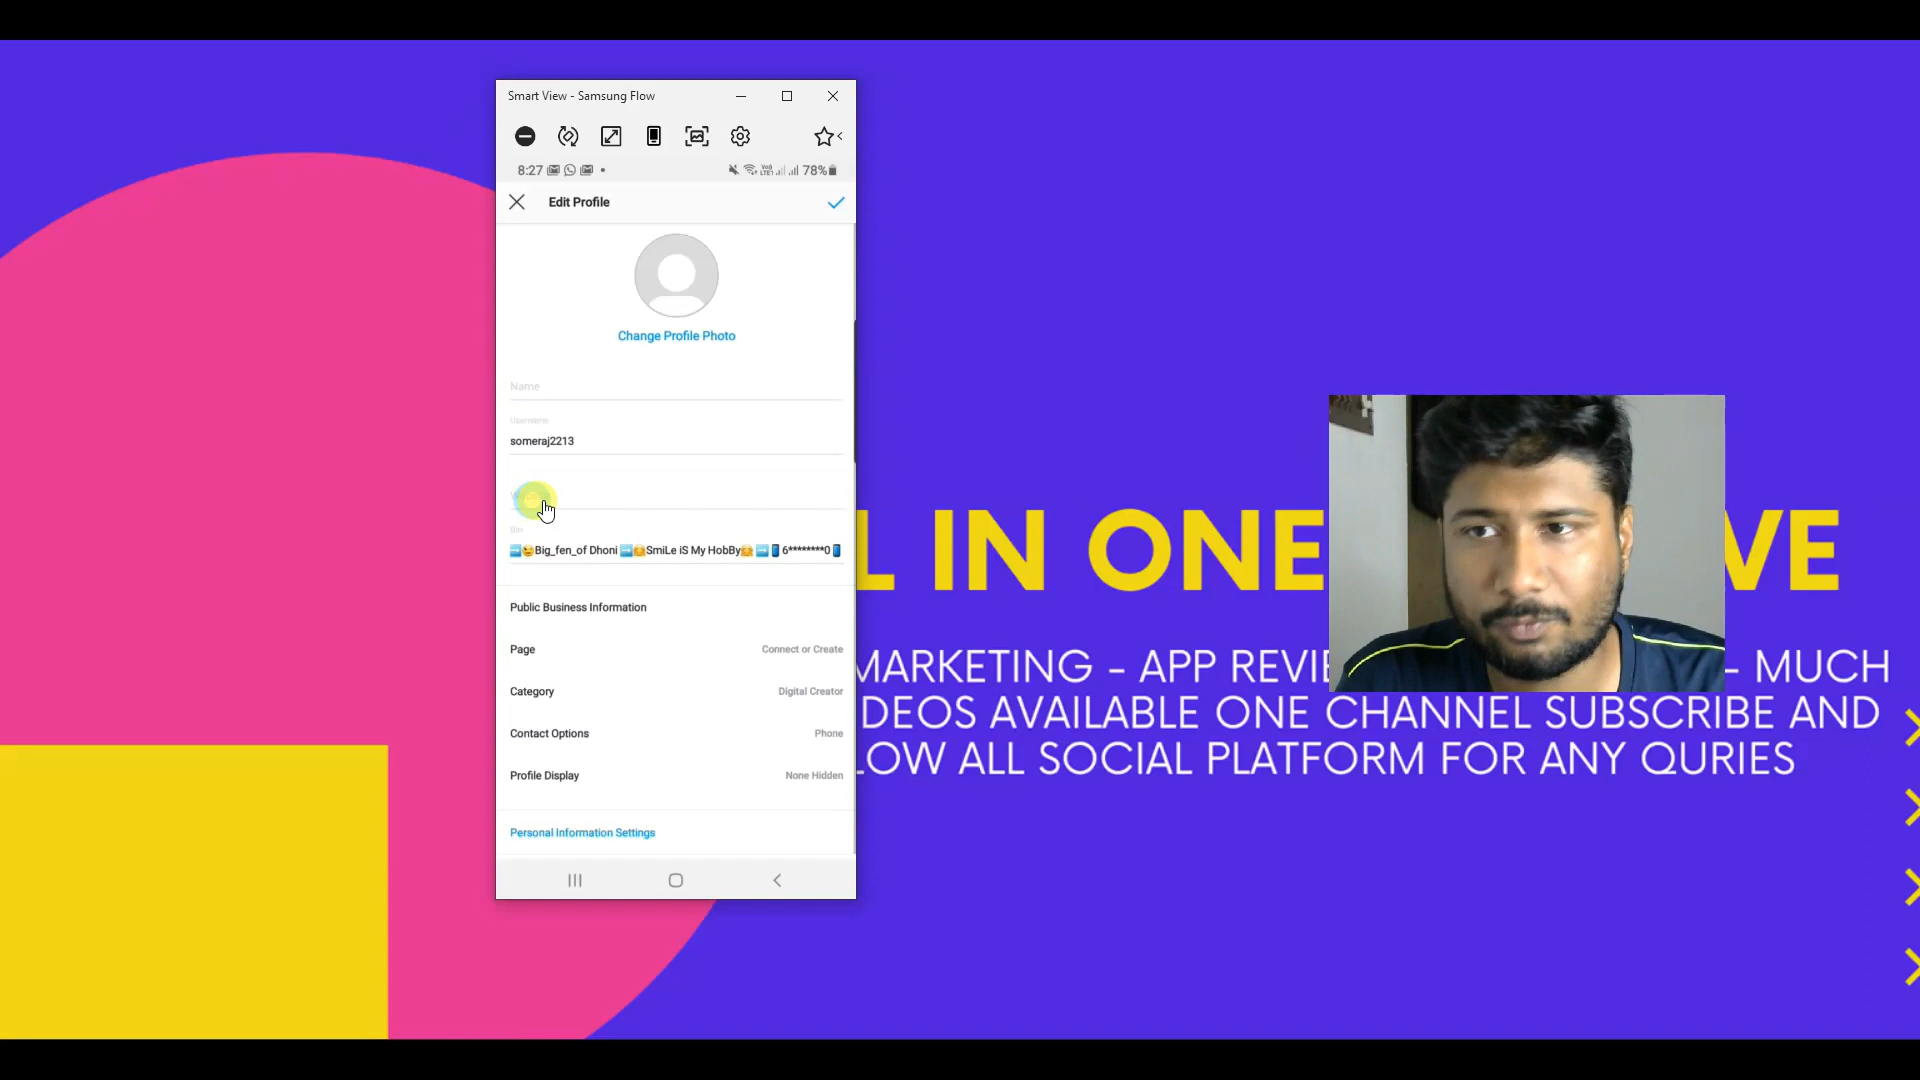 Smart View - Samsung Flow
8:27
78%
Edit Profile
Change Profile Photo
Name
Username
someraj2213
Bio
➡️😉Big_fen_of Dhoni ➡️🤗SmiLe iS My HobBy🤗 ➡️📱6********0📱
Public Business Information
Page Connect or Create
Category Digital Creator
Contact Options Phone
Profile Display None Hidden
Personal Information Settings
L IN ONE VE
MARKETING - APP REVIE - MUCH
DEOS AVAILABLE ONE CHANNEL SUBSCRIBE AND
LOW ALL SOCIAL PLATFORM FOR ANY QURIES